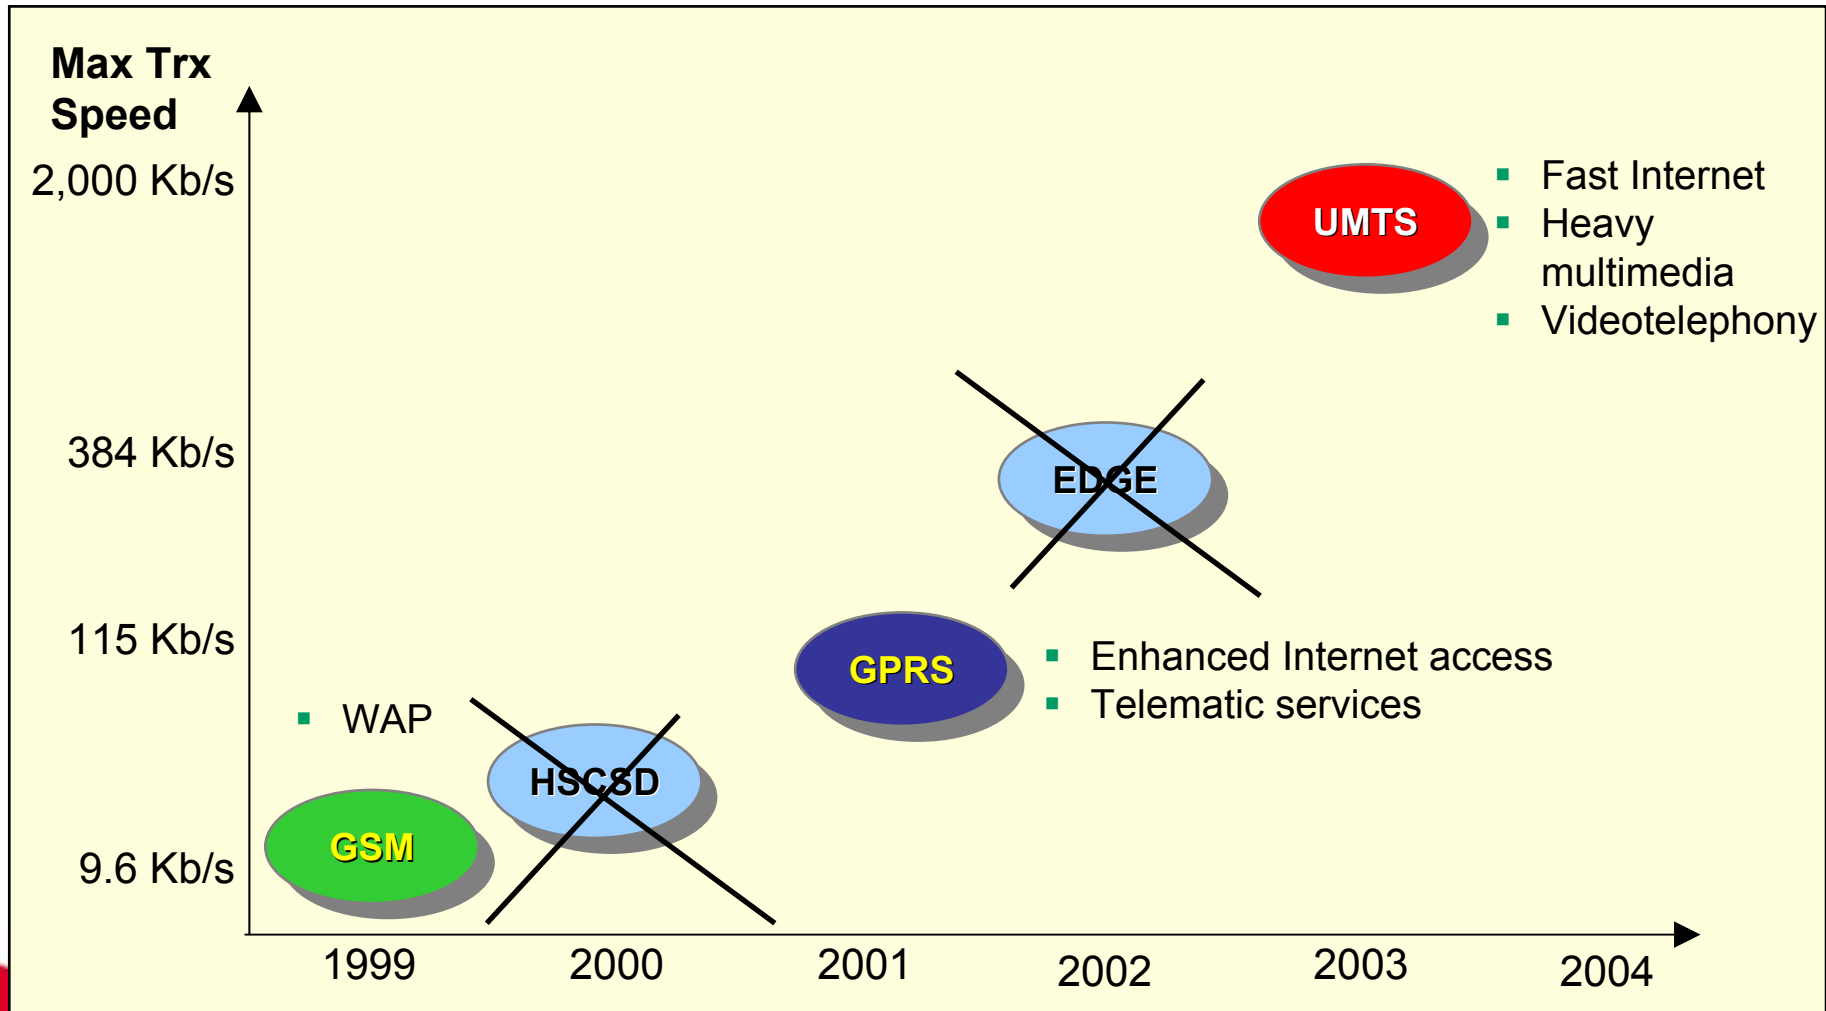 Max Trx
Speed
2,000 Kb/s
UMTS
▪ Fast Internet
▪ Heavy
multimedia
▪ Videotelephony
384 Kb/s
EDGE
115 Kb/s
GPRS
▪ Enhanced Internet access
▪ Telematic services
▪ WAP
HSCSD
GSM
9.6 Kb/s
1999 2000 2001 2002 2003 2004